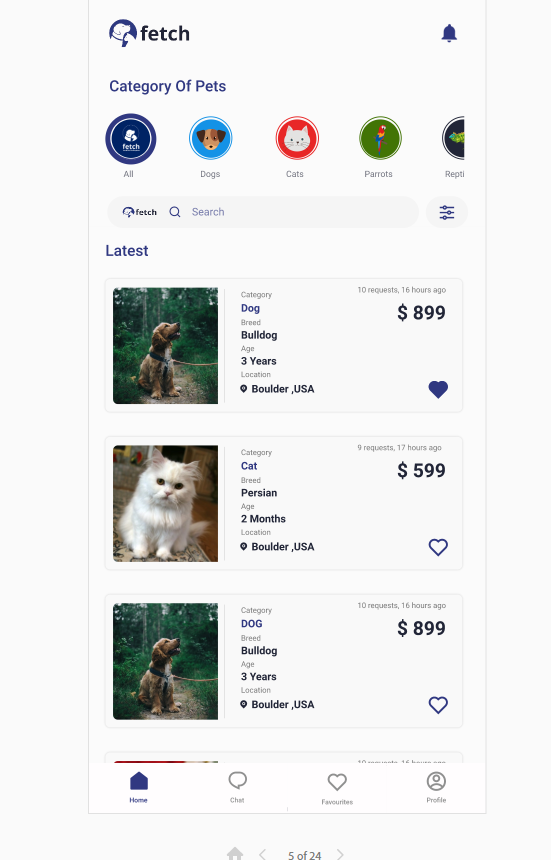 fetch
Category Of Pets
fetch
All
Dogs
Cats
Parrots
Repti
fetch
Search
Latest
10 requests, 16 hours ago
Category
Dog
$ 899
Breed
Bulldog
Age
3 Years
Location
Boulder ,USA
9 requests, 17 hours ago
Category
Cat
$ 599
Breed
Persian
Age
2 Months
Location
Boulder ,USA
10 requests, 16 hours ago
Category
DOG
$ 899
Breed
Bulldog
Age
3 Years
Location
Boulder ,USA
Home
Chat
Favourites
Profile
5 of 24